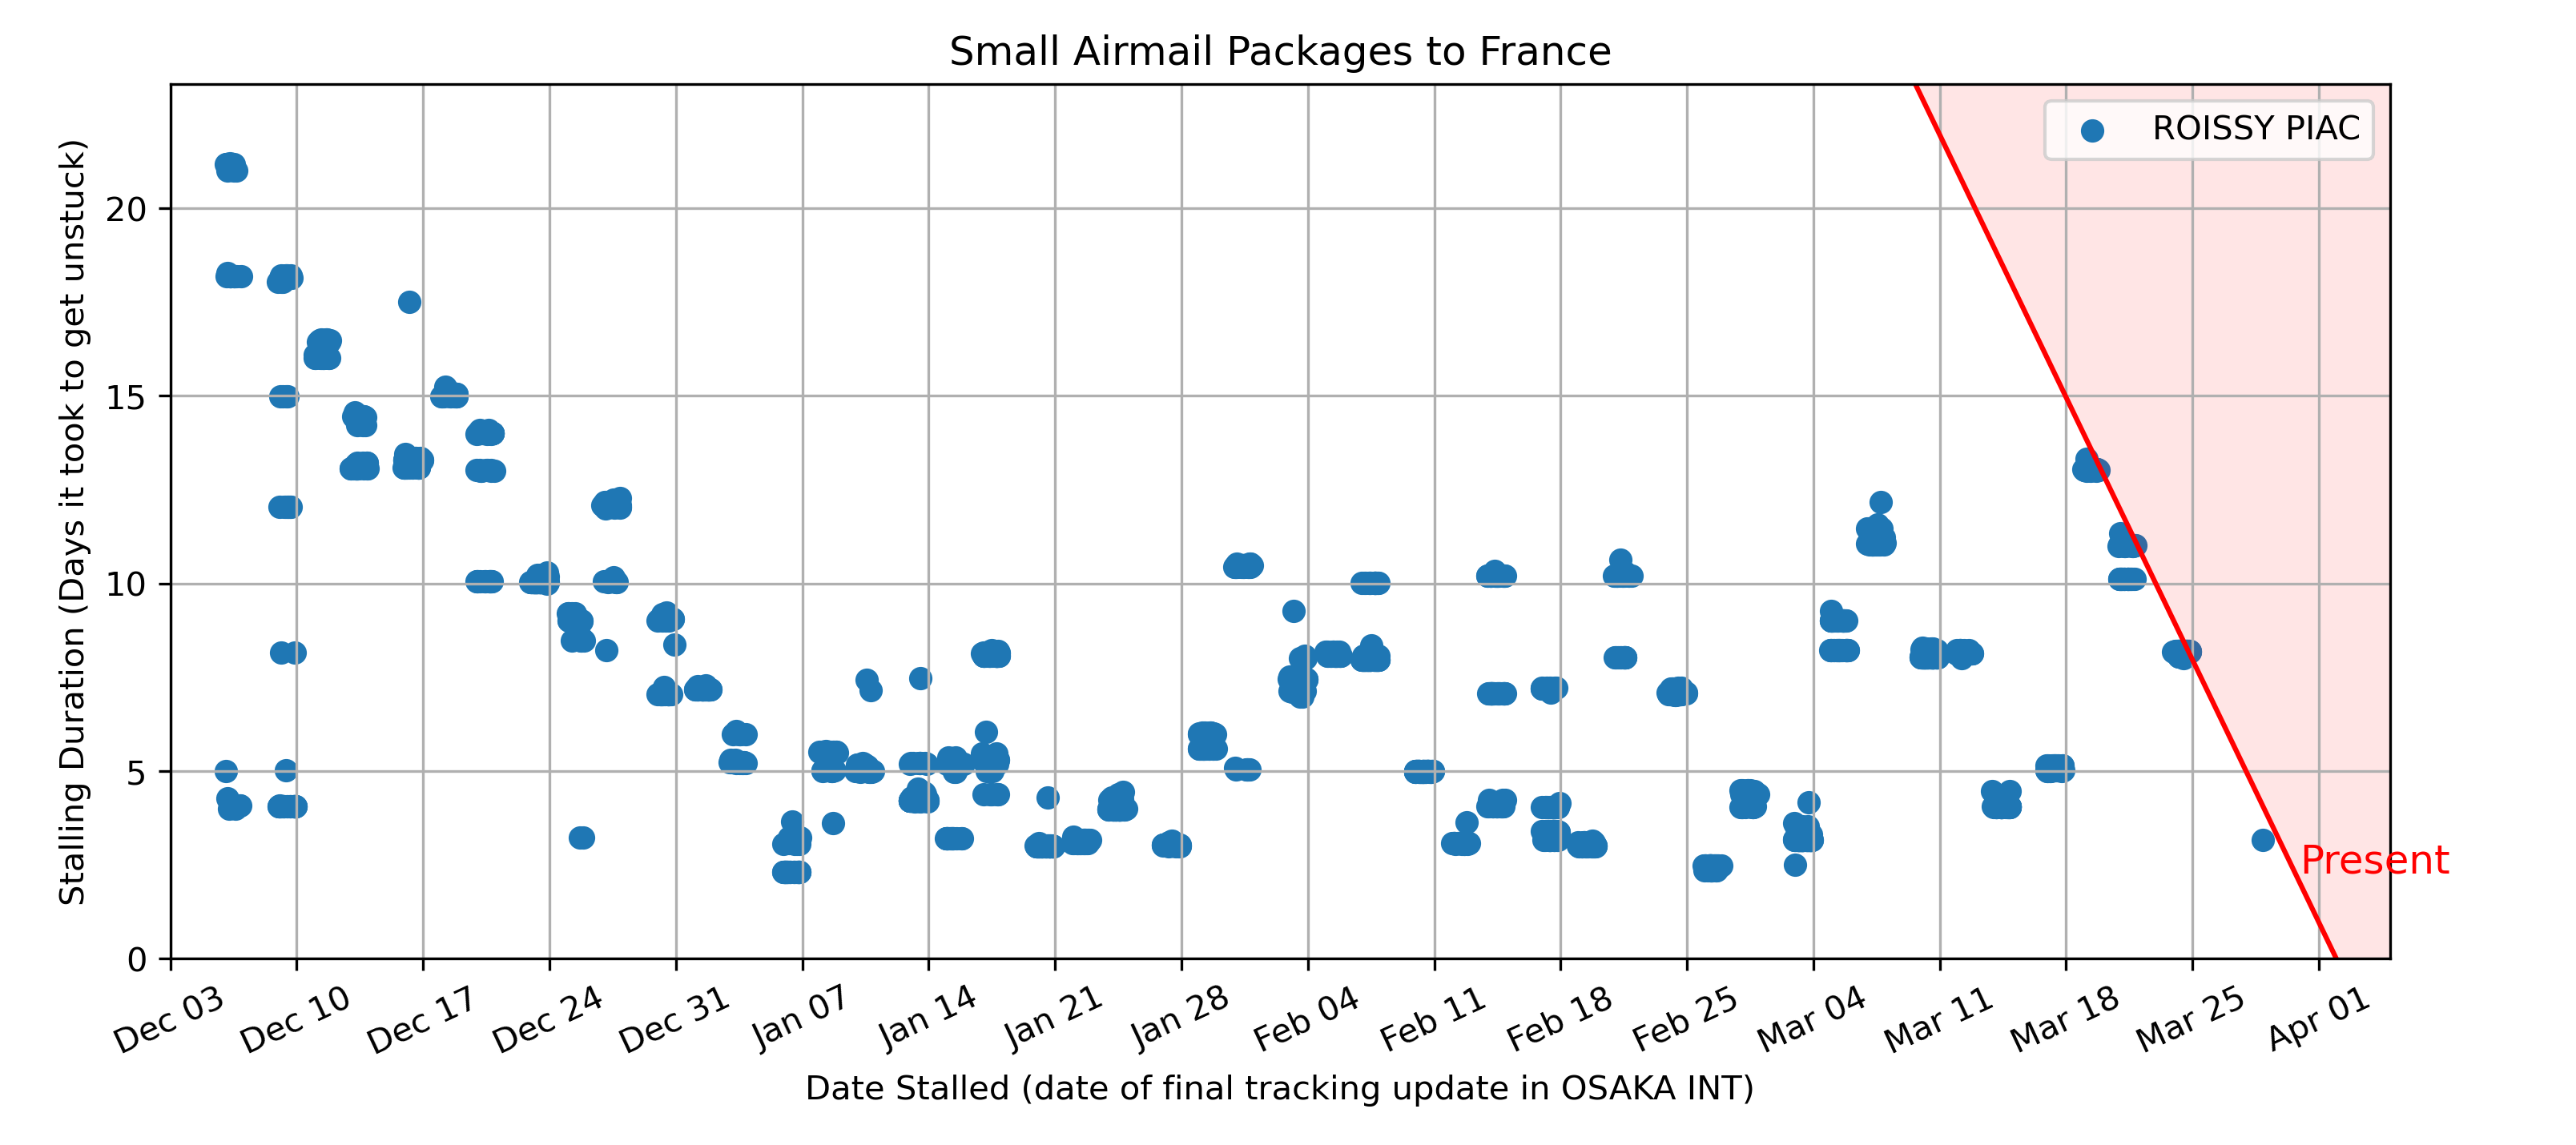 Small Airmail Packages to France
ROISSY PIAC
Stalling Duration (Days it took to get unstuck)
20
15
10
5
0
Present
Dec 03
Dec 10
Dec 17
Dec 24
Dec 31
Jan 07
Jan 14
Jan 21
Jan 28
Feb 04
Feb 11
Feb 18
Feb 25
Mar 04
Mar 11
Mar 18
Mar 25
Apr 01
Date Stalled (date of final tracking update in OSAKA INT)